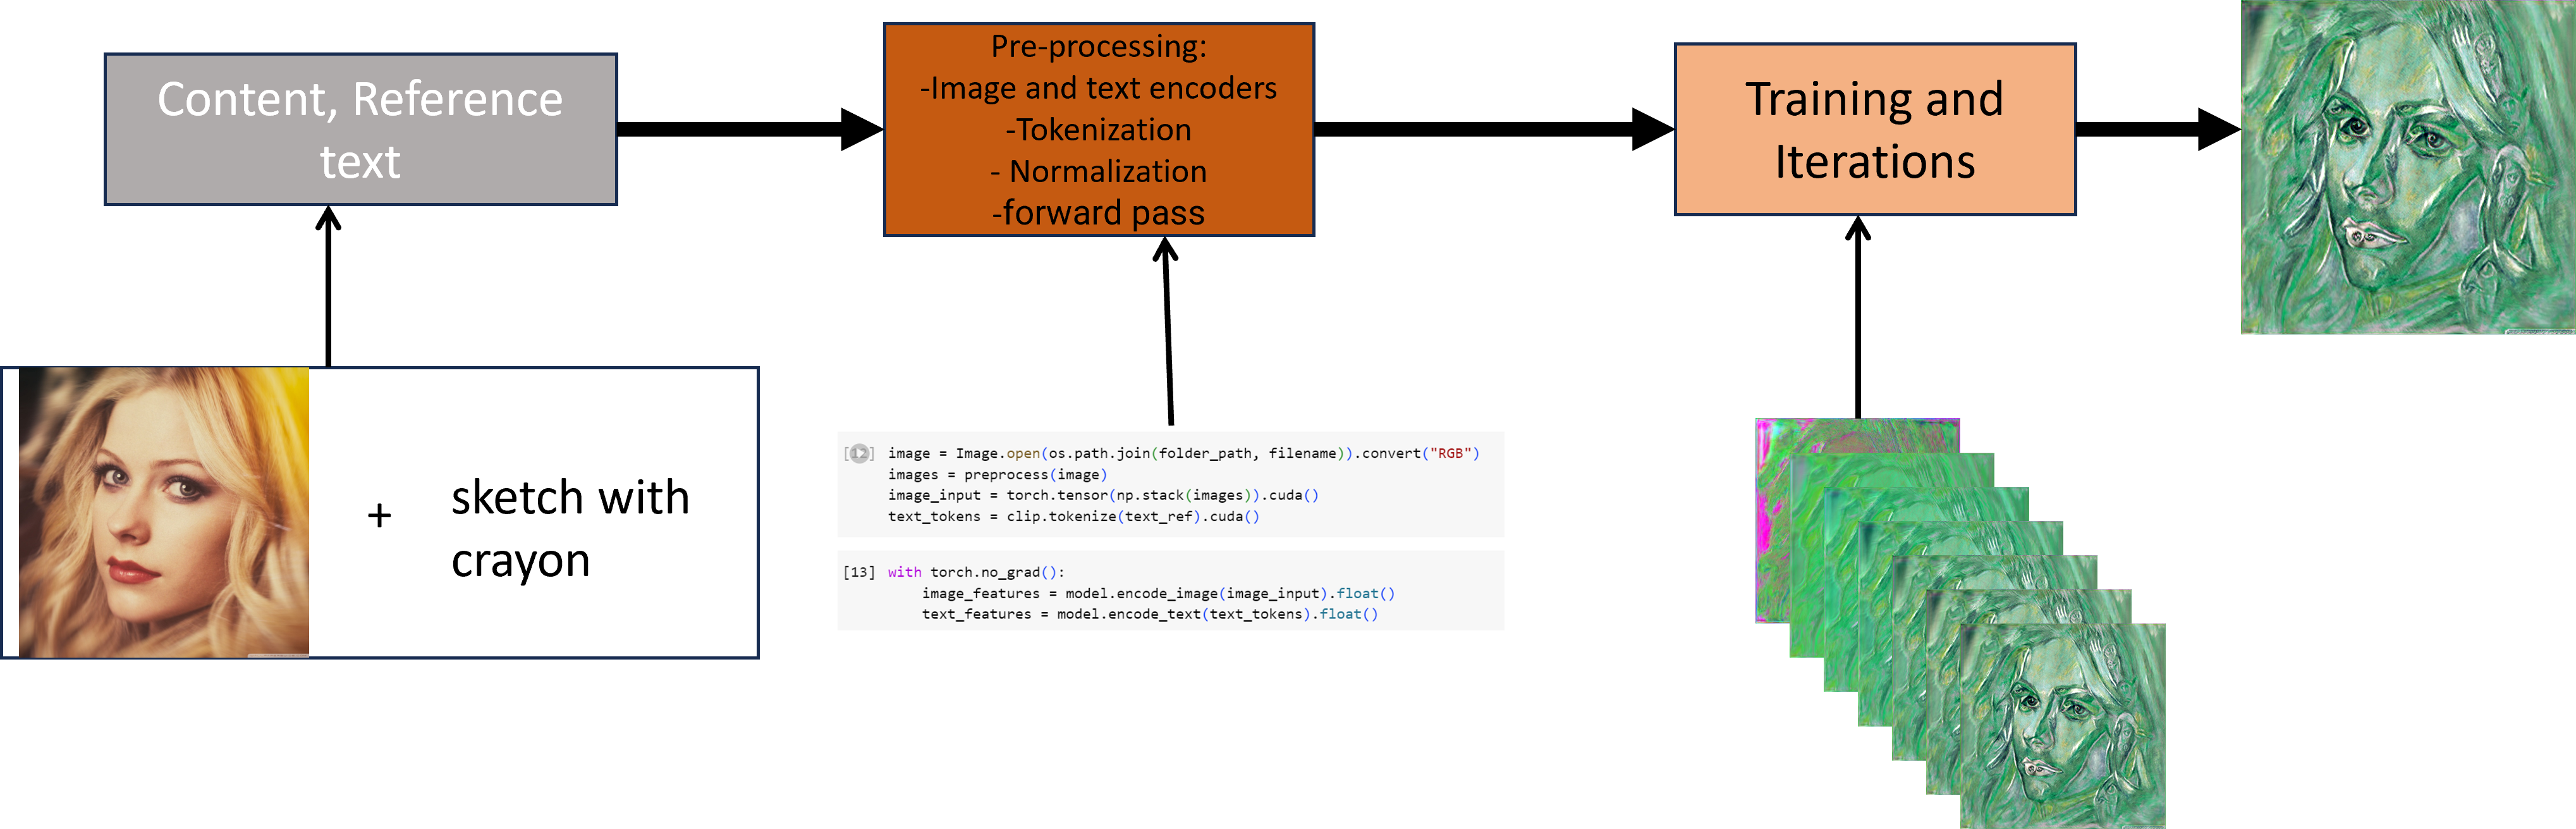 Content, Reference
text
Pre-processing:
-Image and text encoders
-Tokenization
- Normalization
-forward pass
Training and
Iterations
+
sketch with
crayon
image = Image.open(os.path.join(folder_path, filename)).convert("RGB")
images = preprocess(image)
image_input = torch.tensor(np.stack(images)).cuda()
text_tokens = clip.tokenize(text_ref).cuda()
[13] with torch.no_grad():
image_features = model.encode_image(image_input).float()
text_features = model.encode_text(text_tokens).float()